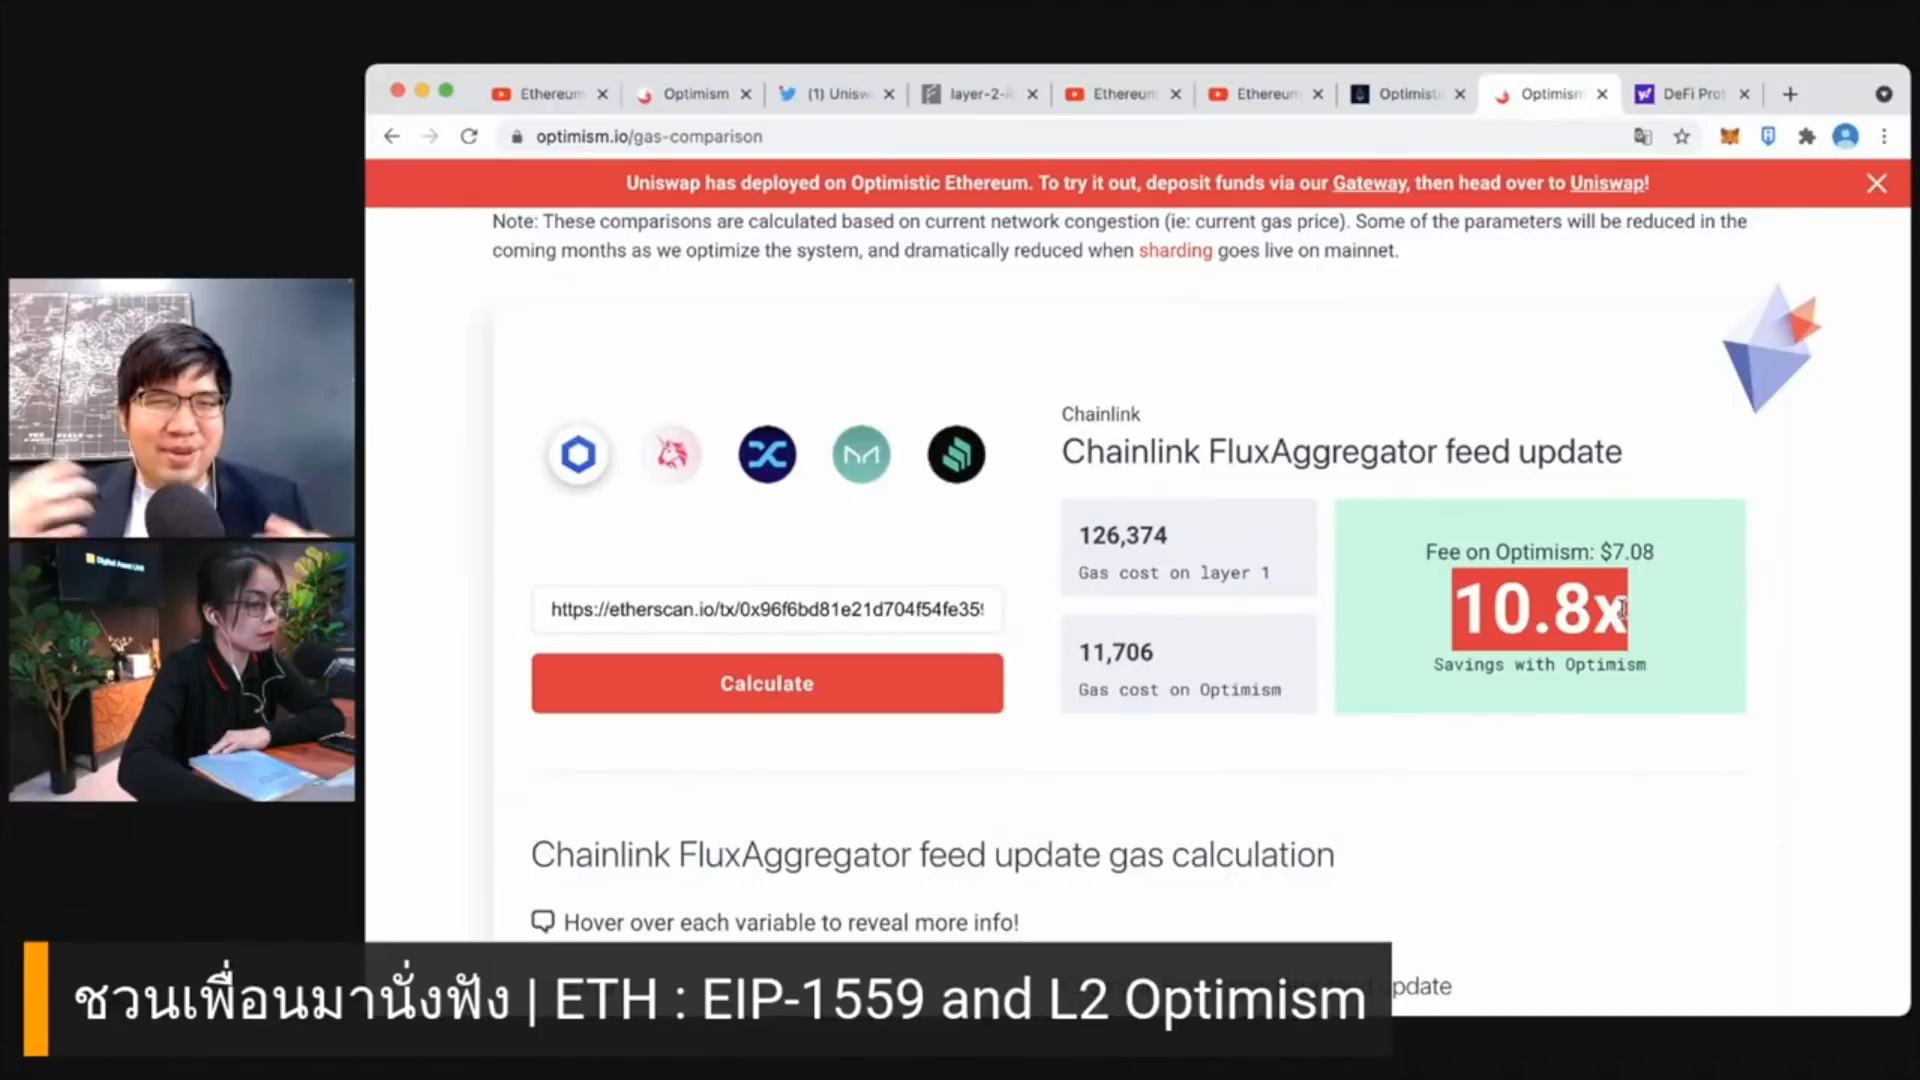 Ethereum
Optimism
(1) Unisw
layer-2-
Ethereum
Ethereum
Optimisti
Optimism
DeFi Prot
optimism.io/gas-comparison
Uniswap has deployed on Optimistic Ethereum. To try it out, deposit funds via our Gateway, then head over to Uniswap!
Note: These comparisons are calculated based on current network congestion (ie: current gas price). Some of the parameters will be reduced in the
coming months as we optimize the system, and dramatically reduced when sharding goes live on mainnet.
Chainlink
Chainlink FluxAggregator feed update
126,374
Gas cost on layer 1
11,706
Gas cost on Optimism
Fee on Optimism: $7.08
10.8x
Savings with Optimism
https://etherscan.io/tx/0x96f6bd81e21d704f54fe359
Calculate
Chainlink FluxAggregator feed update gas calculation
Hover over each variable to reveal more info!
pdate
ชวนเพื่อนมานั่งฟัง | ETH : EIP-1559 and L2 Optimism